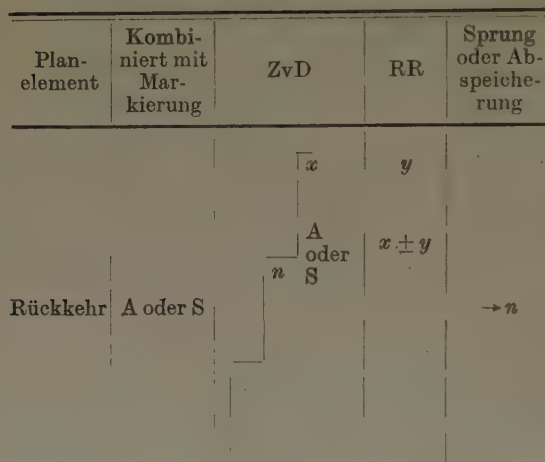 Plan-
element
Kombi-
niert mit
Mar-
kierung
ZvD
RR
Sprung
oder Ab-
speiche-
rung
x y
A
oder
S
x ± y
n
Rückkehr A oder S → n